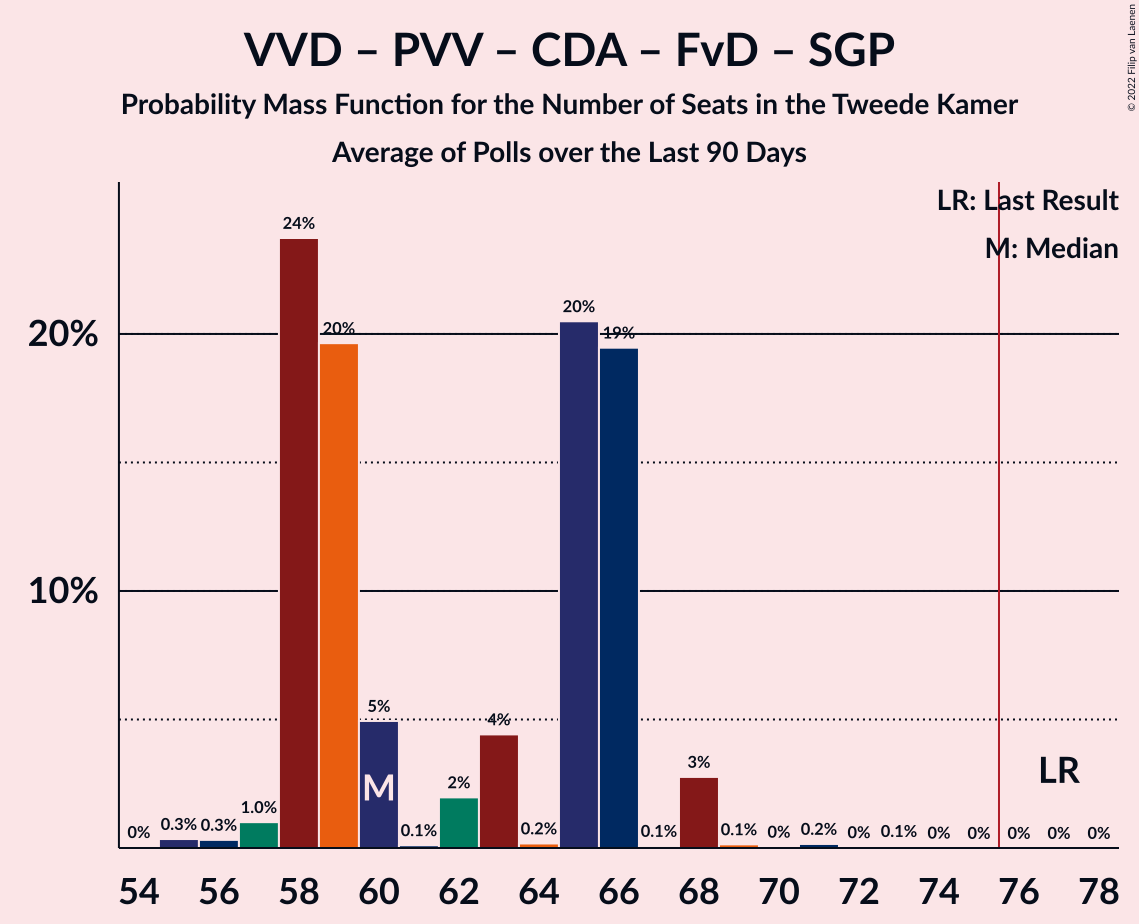 VVD – PVV – CDA – FvD – SGP
Probability Mass Function for the Number of Seats in the Tweede Kamer
Average of Polls over the Last 90 Days
© 2022 Filip van Laenen
LR: Last Result
M: Median
20%
10%
0% 0.3% 0.3% 1.0% 24% 20% 5% 0.1% 2% 4% 0.2% 20% 19% 0.1% 3% 0.1% 0% 0.2% 0% 0.1% 0% 0% 0% 0% 0%
M
LR
54 56 58 60 62 64 66 68 70 72 74 76 78